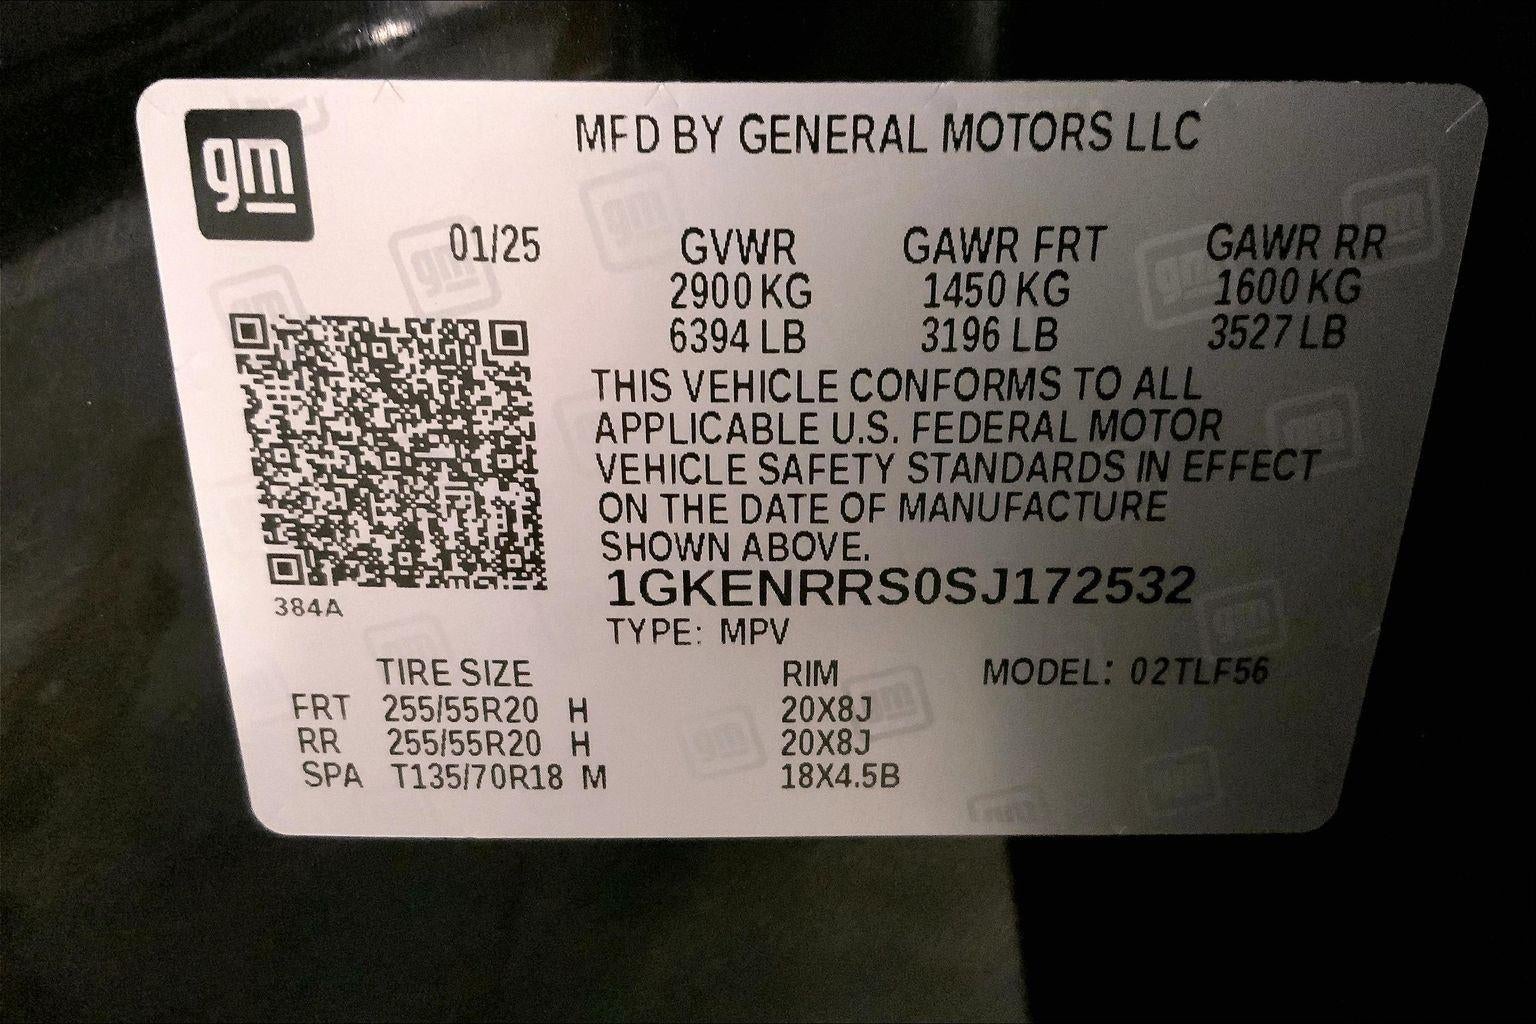 gm
MFD BY GENERAL MOTORS LLC
01/25 GVWR GAWR FRT GAWR RR
2900 KG 1450 KG 1600 KG
6394 LB 3196 LB 3527 LB
THIS VEHICLE CONFORMS TO ALL
APPLICABLE U.S. FEDERAL MOTOR
VEHICLE SAFETY STANDARDS IN EFFECT
ON THE DATE OF MANUFACTURE
SHOWN ABOVE.
1GKENRRS0SJ172532
384A
TYPE: MPV
TIRE SIZE RIM MODEL: 02TLF56
FRT 255/55R20 H 20X8J
RR 255/55R20 H 20X8J
SPA T135/70R18 M 18X4.5B